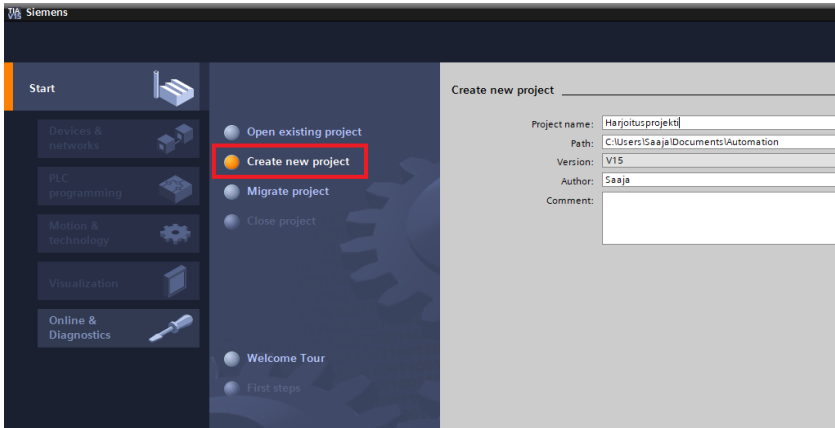 TIA
V15 Siemens
Start
Devices &
networks
PLC
programming
Motion &
technology
Visualization
Online &
Diagnostics
Open existing project
Create new project
Migrate project
Close project
Welcome Tour
First steps
Create new project
Project name: Harjoitusprojekti
Path: C:\Users\Saaja\Documents\Automation
Version: V15
Author: Saaja
Comment: